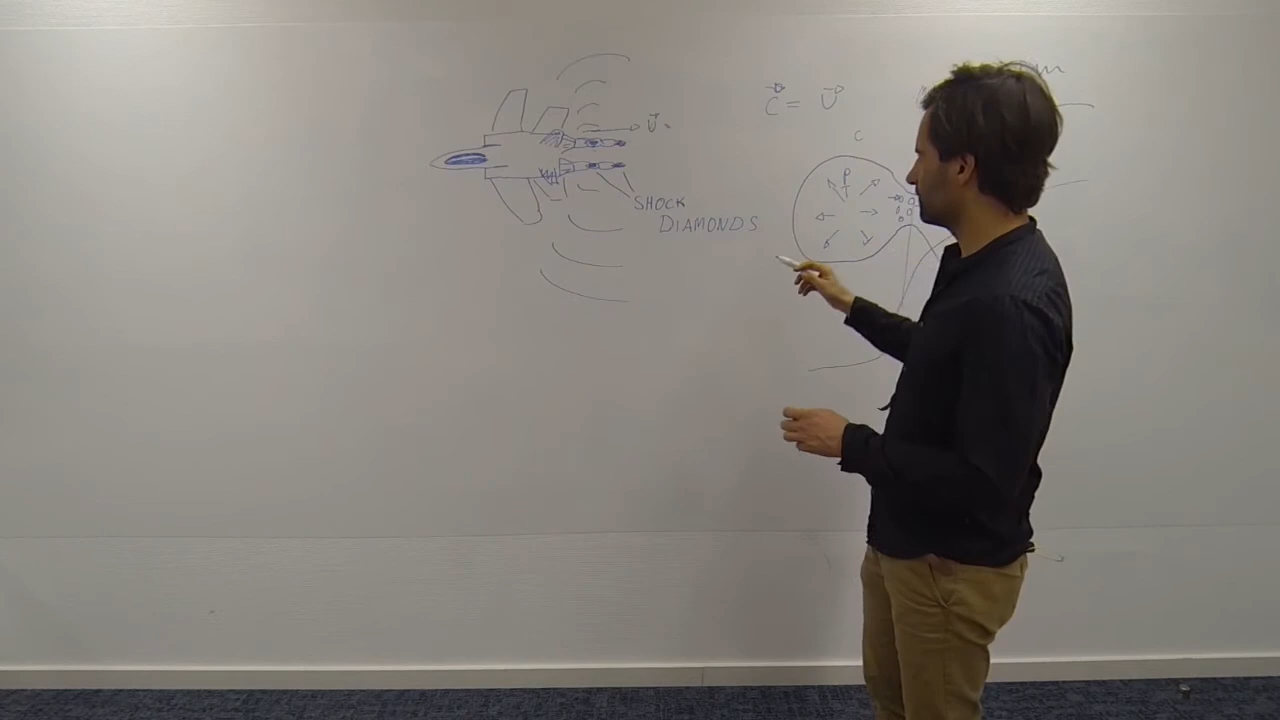 C = U
U
C
P
SHOCK
DIAMONDS